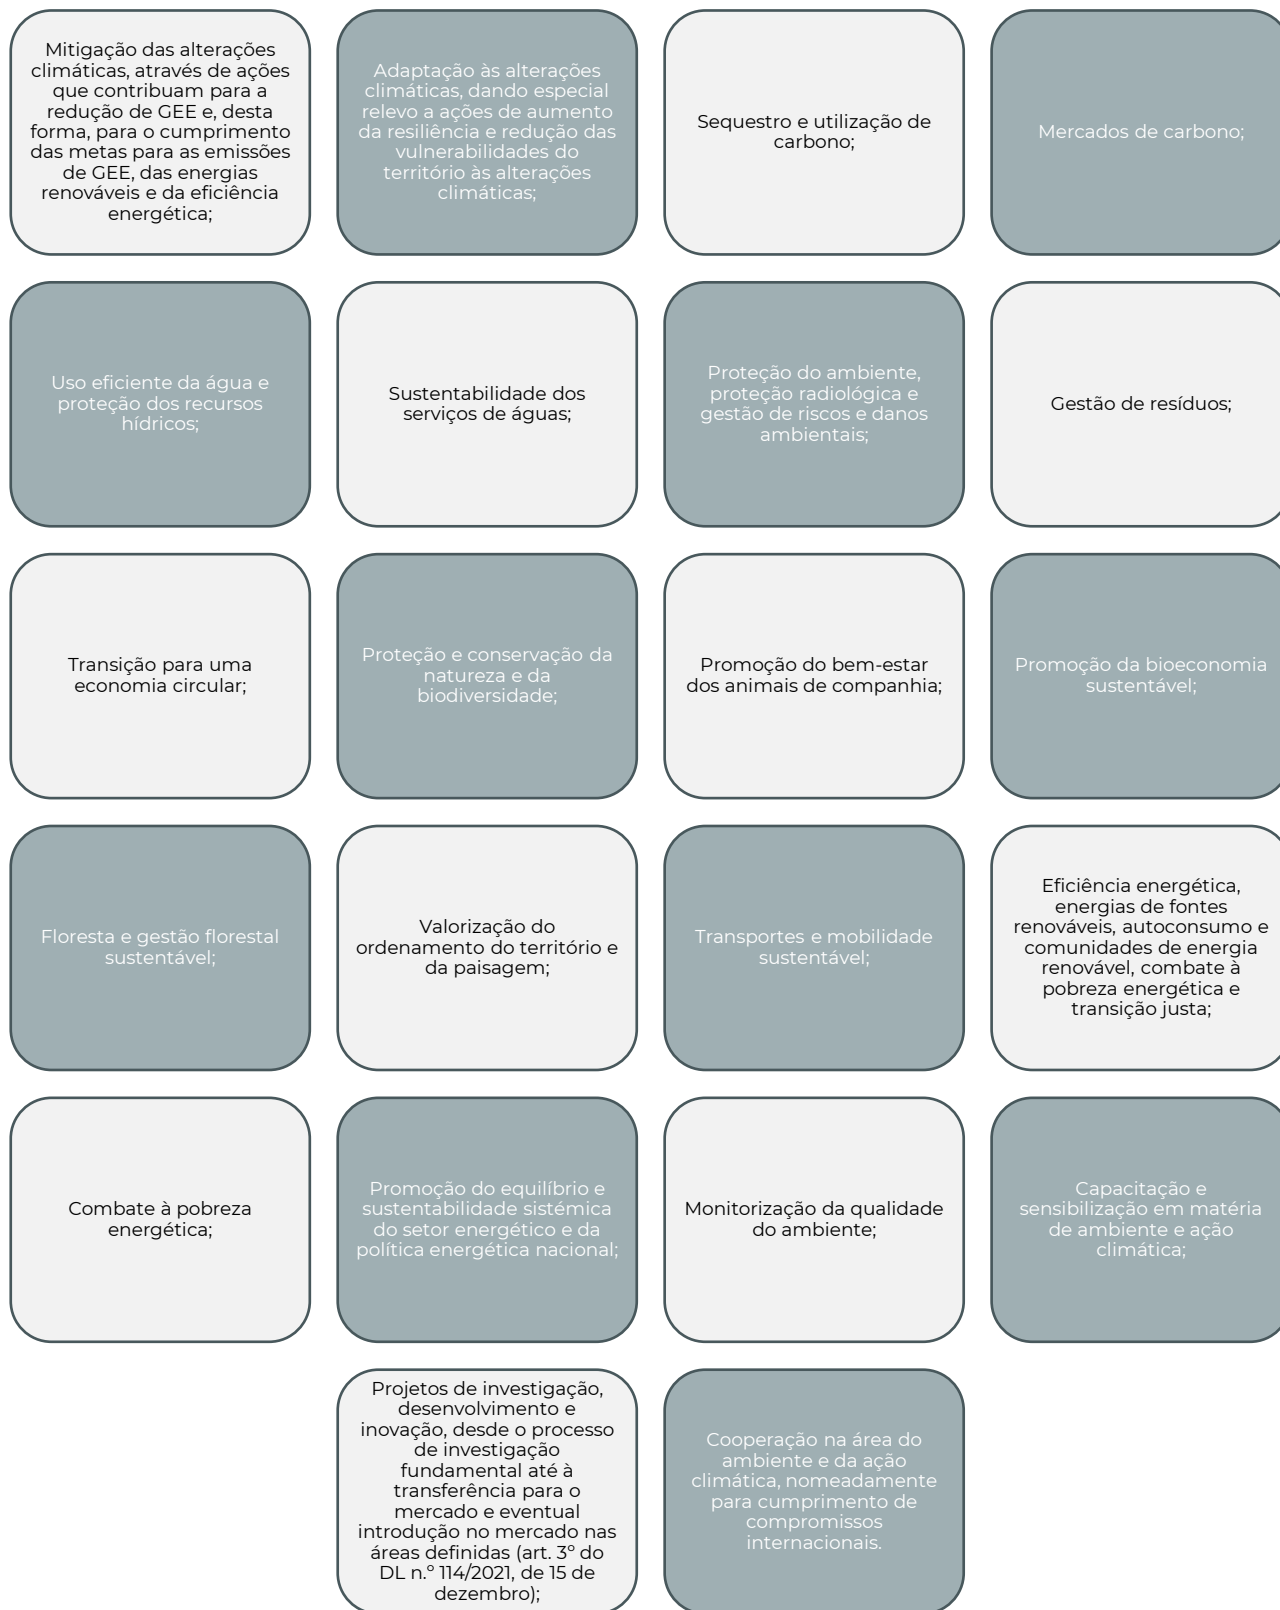 Mitigação das alterações
climáticas, através de ações
que contribuam para a
redução de GEE e, desta
forma, para o cumprimento
das metas para as emissões
de GEE, das energias
renováveis e da eficiência
energética;
Adaptação às alterações
climáticas, dando especial
relevo a ações de aumento
da resiliência e redução das
vulnerabilidades do
território às alterações
climáticas;
Sequestro e utilização de
carbono;
Mercados de carbono;
Uso eficiente da água e
proteção dos recursos
hídricos;
Sustentabilidade dos
serviços de águas;
Proteção do ambiente,
proteção radiológica e
gestão de riscos e danos
ambientais;
Gestão de resíduos;
Transição para uma
economia circular;
Proteção e conservação da
natureza e da
biodiversidade;
Promoção do bem-estar
dos animais de companhia;
Promoção da bioeconomia
sustentável;
Floresta e gestão florestal
sustentável;
Valorização do
ordenamento do território e
da paisagem;
Transportes e mobilidade
sustentável;
Eficiência energética,
energias de fontes
renováveis, autoconsumo e
comunidades de energia
renovável, combate à
pobreza energética e
transição justa;
Combate à pobreza
energética;
Promoção do equilíbrio e
sustentabilidade sistémica
do setor energético e da
política energética nacional;
Monitorização da qualidade
do ambiente;
Capacitação e
sensibilização em matéria
de ambiente e ação
climática;
Projetos de investigação,
desenvolvimento e
inovação, desde o processo
de investigação
fundamental até à
transferência para o
mercado e eventual
introdução no mercado nas
áreas definidas (art. 3º do
DL n.º 114/2021, de 15 de
dezembro);
Cooperação na área do
ambiente e da ação
climática, nomeadamente
para cumprimento de
compromissos
internacionais.